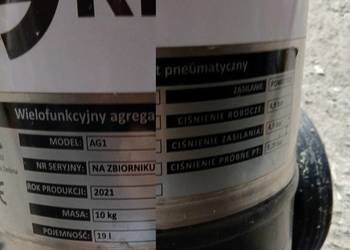 Wielofunkcyjny agrega
MODEL: AG1
NR SERYJNY: NA ZBIORNIKU
ROK PRODUKCJI: 2021
MASA: 10 kg
POJEMNOŚĆ: 19 l
t pneumatyczny
ZASILANIE:
CIŚNIENIE ROBOCZE:
CIŚNIENIE ZASILANIA:
CIŚNIENIE PRÓBNE PT: